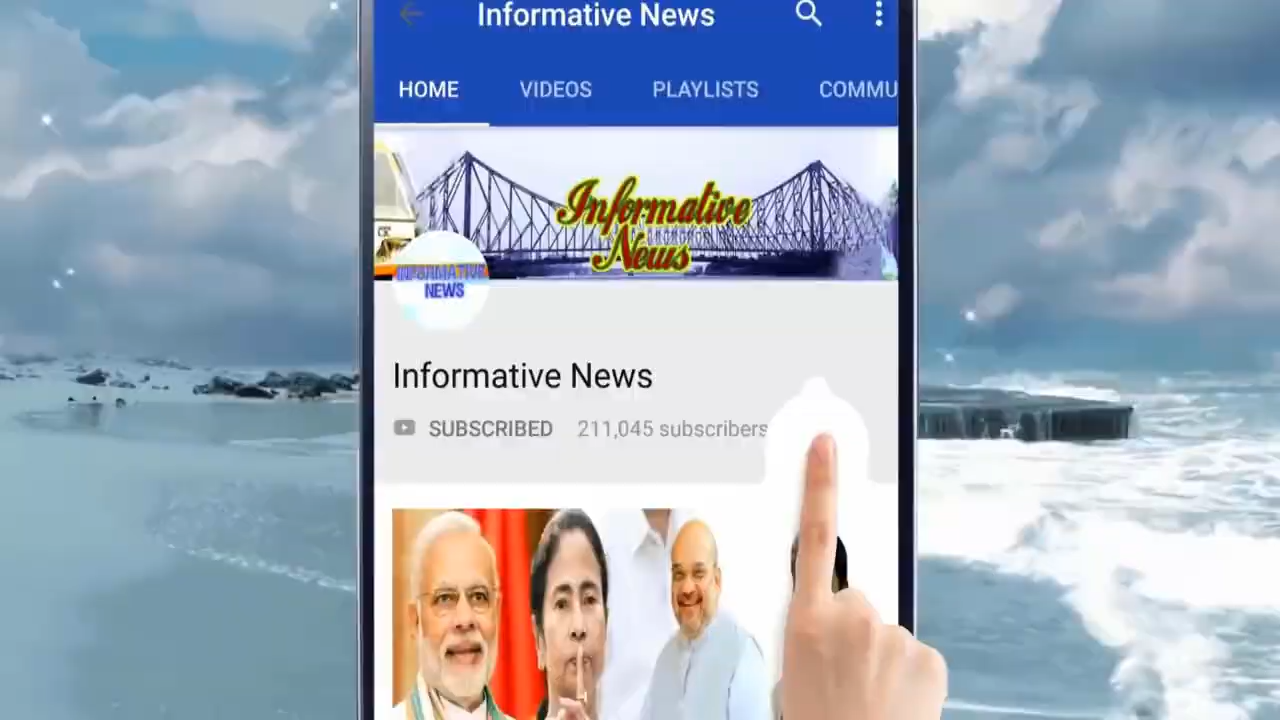 Informative News
HOME VIDEOS PLAYLISTS COMMU
Informative
News
INFORMATIVE
NEWS
Informative News
SUBSCRIBED 211,045 subscribers